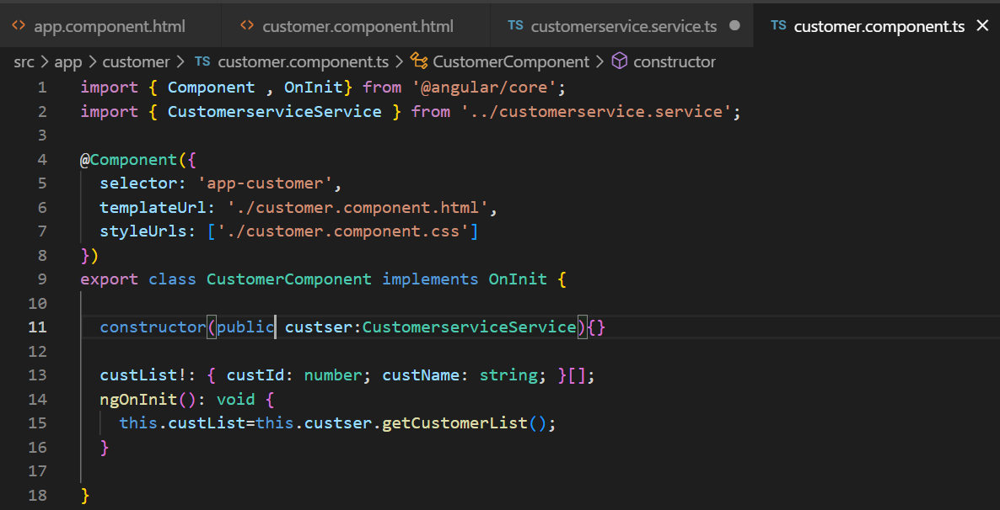 <> app.component.html <> customer.component.html TS customerservice.service.ts ● TS customer.component.ts ×
src > app > customer > TS customer.component.ts > CustomerComponent > constructor
1 import { Component , OnInit} from '@angular/core';
2 import { CustomerserviceService } from '../customerservice.service';
3
4 @Component({
5   selector: 'app-customer',
6   templateUrl: './customer.component.html',
7   styleUrls: ['./customer.component.css']
8 })
9 export class CustomerComponent implements OnInit {
10
11   constructor(public custser:CustomerserviceService){}
12
13   custList!: { custId: number; custName: string; }[];
14   ngOnInit(): void {
15     this.custList=this.custser.getCustomerList();
16   }
17
18 }